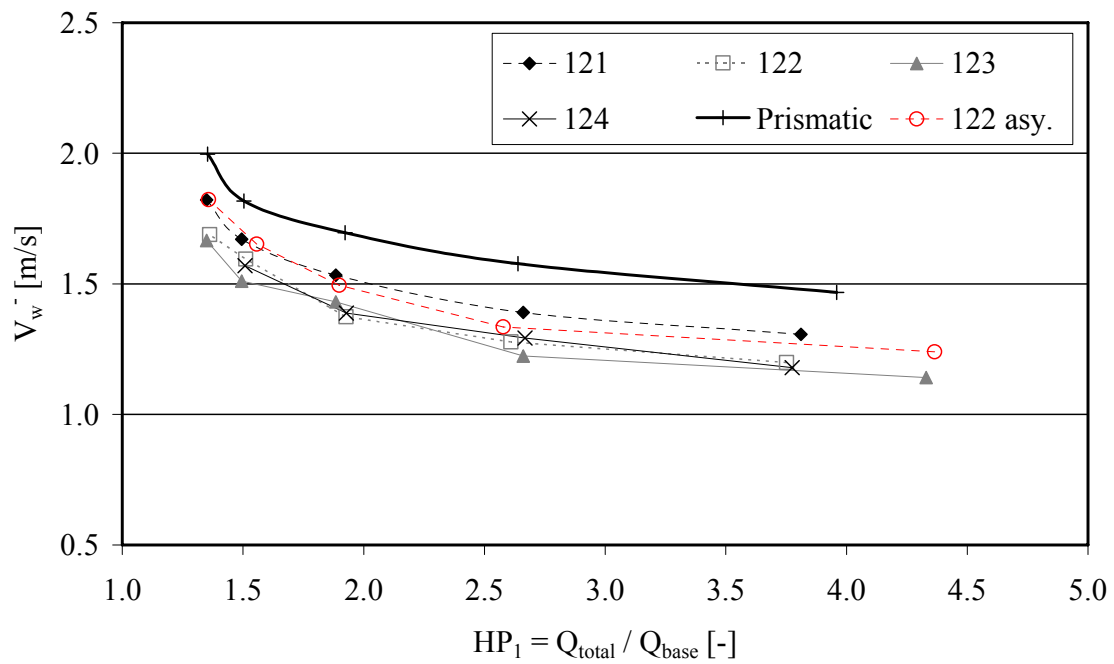 2.5
2.0
1.5
1.0
0.5
V_w^- [m/s]
121 122 123
124 Prismatic 122 asy.
1.0 1.5 2.0 2.5 3.0 3.5 4.0 4.5 5.0
HP_1 = Q_total / Q_base [-]